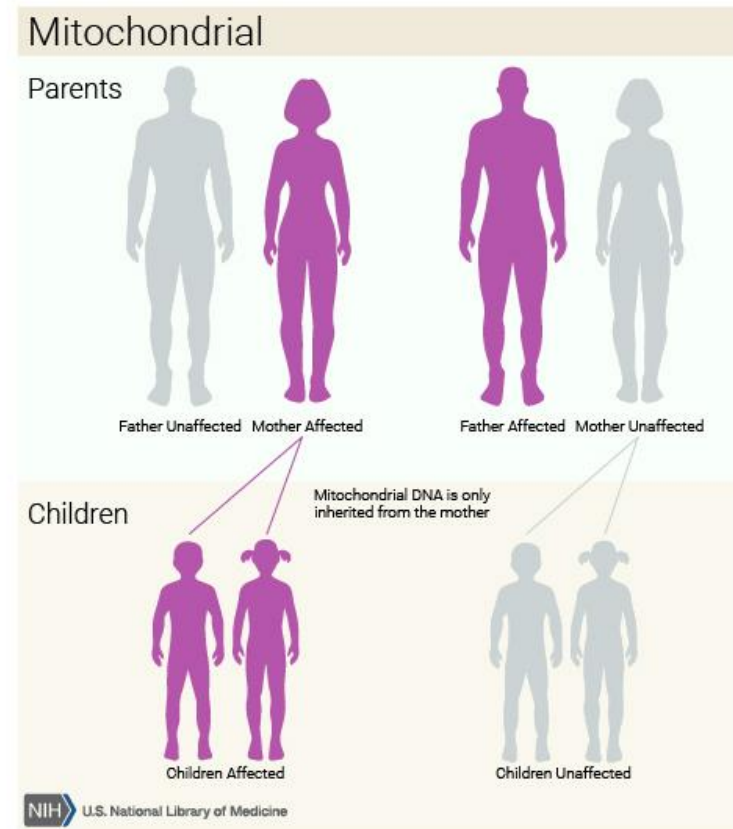 Mitochondrial
Parents
Father Unaffected Mother Affected
Father Affected Mother Unaffected
Mitochondrial DNA is only
inherited from the mother
Children
Children Affected
Children Unaffected
NIH U.S. National Library of Medicine